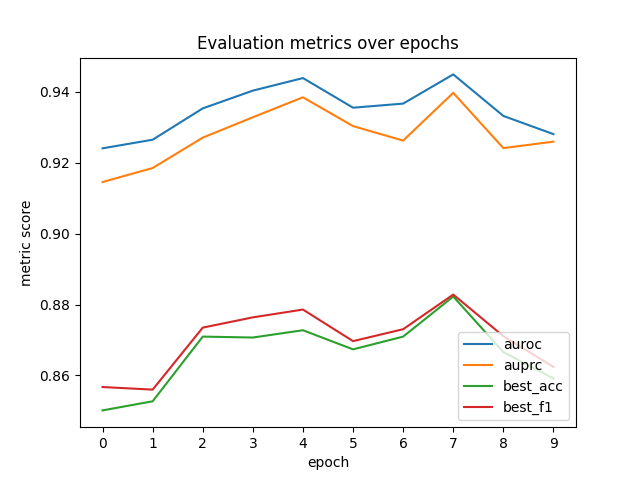 Evaluation metrics over epochs
metric score
0.94
0.92
0.90
0.88
0.86
0 1 2 3 4 5 6 7 8 9
epoch
auroc
auprc
best_acc
best_f1